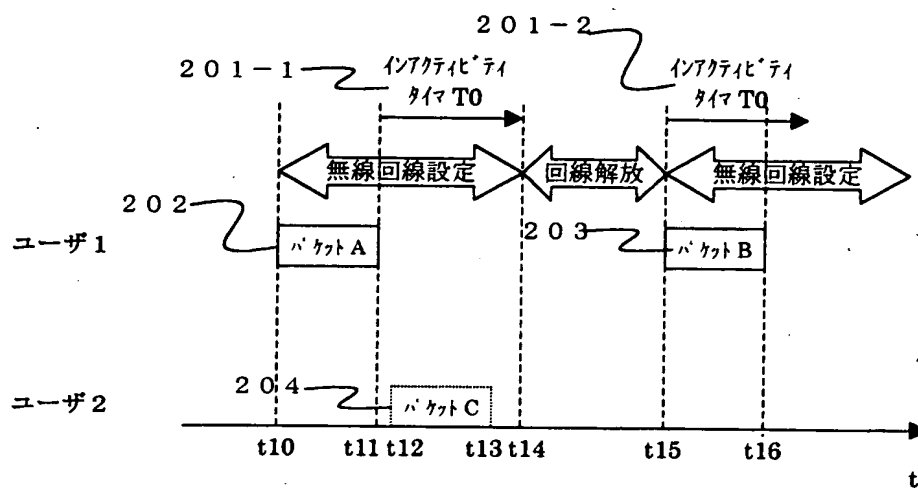 201-2
201-1
インアクティビティ
タイマ T0
インアクティビティ
タイマ T0
無線回線設定
回線解放
無線回線設定
202
203
ユーザ1
パケット A
パケット B
204
ユーザ2
パケット C
t10
t11
t12
t13
t14
t15
t16
t